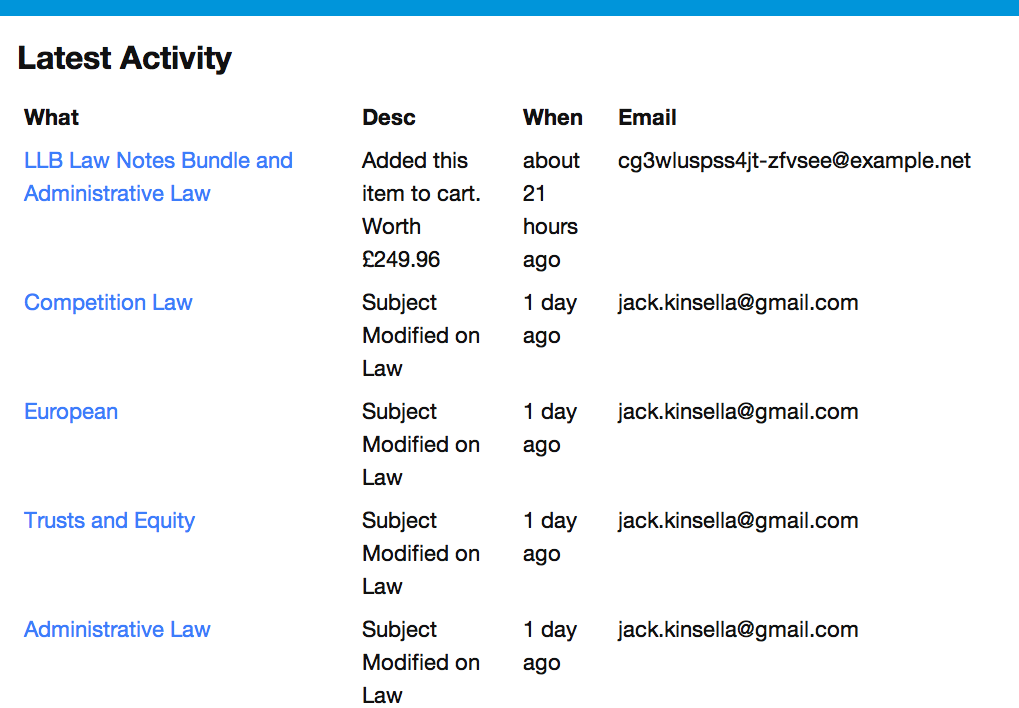 Latest Activity
What Desc When Email
LLB Law Notes Bundle and Added this about cg3wluspss4jt-zfvsee@example.net
Administrative Law item to cart. 21
Worth hours
£249.96 ago
Competition Law Subject 1 day jack.kinsella@gmail.com
Modified on ago
Law
European Subject 1 day jack.kinsella@gmail.com
Modified on ago
Law
Trusts and Equity Subject 1 day jack.kinsella@gmail.com
Modified on ago
Law
Administrative Law Subject 1 day jack.kinsella@gmail.com
Modified on ago
Law